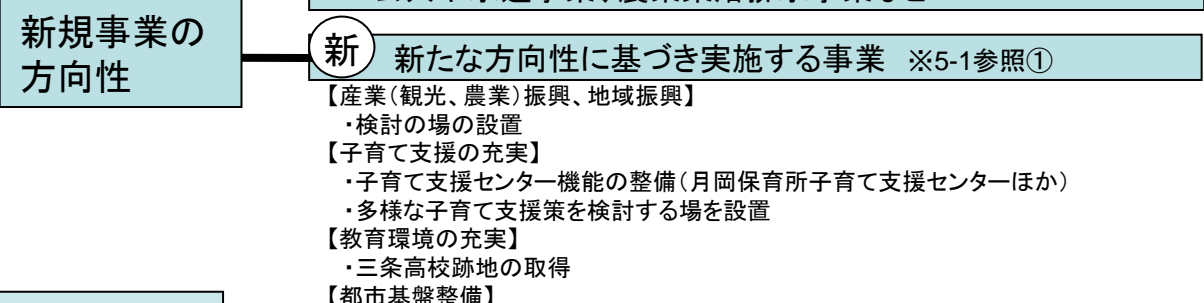 新規事業の
方向性
新 新たな方向性に基づき実施する事業 ※5-1参照①
【産業(観光、農業)振興、地域振興】
・検討の場の設置
【子育て支援の充実】
・子育て支援センター機能の整備(月岡保育所子育て支援センターほか)
・多様な子育て支援策を検討する場を設置
【教育環境の充実】
・三条高校跡地の取得
【都市基盤整備】